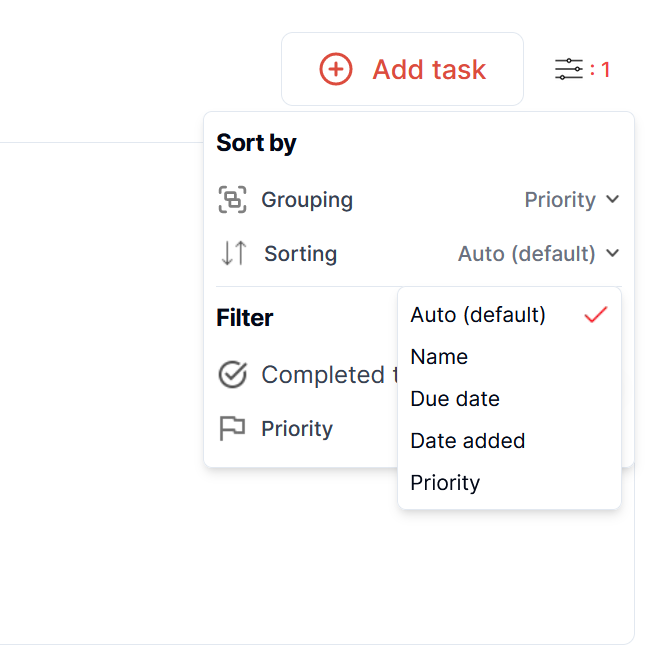 Add task
: 1
Sort by
Grouping Priority
Sorting Auto (default)
Filter
Auto (default)
Name
Completed
Due date
Date added
Priority
Priority